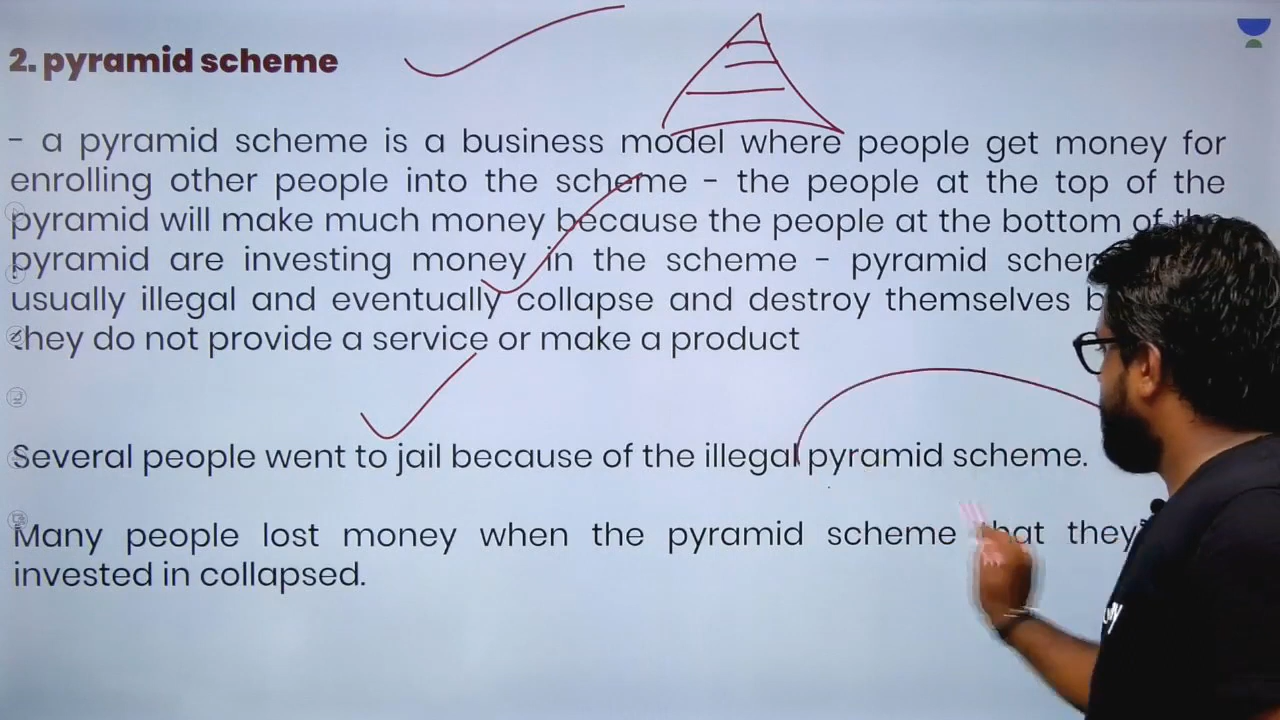 2. pyramid scheme
- a pyramid scheme is a business model where people get money for
enrolling other people into the scheme - the people at the top of the
pyramid will make much money because the people at the bottom of
pyramid are investing money in the scheme - pyramid
usually illegal and eventually collapse and destroy themselves
they do not provide a service or make a product
Several people went to jail because of the illegal pyramid scheme.
Many people lost money when the pyramid scheme that they
invested in collapsed.